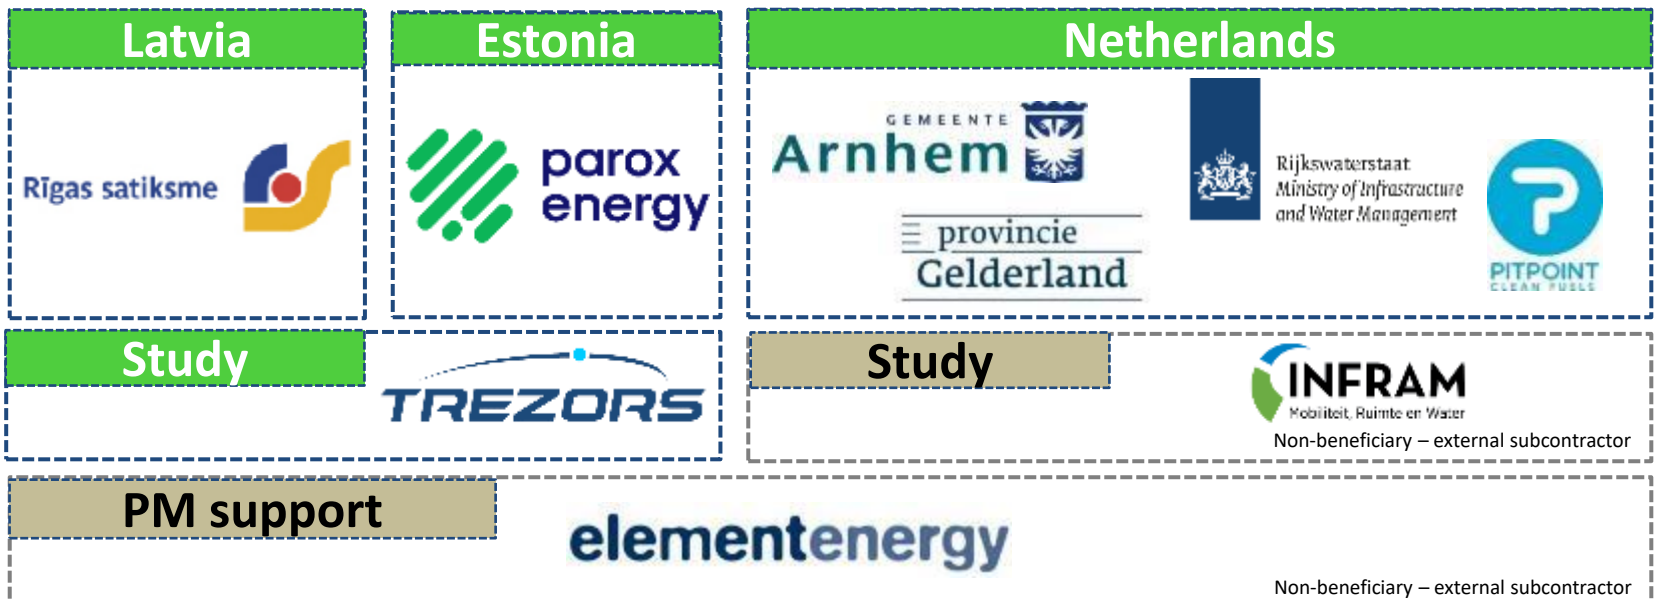 Latvia
Rīgas satiksme
Estonia
parox
energy
Netherlands
GEMEENTE
Arnhem
provincie
Gelderland
Rijkswaterstaat
Ministry of Infrastructure
and Water Management
PITPOINT
CLEAN FUELS
Study
TREZORS
Study
INFRAM
Mobiliteit, Ruimte en Water
Non-beneficiary – external subcontractor
PM support
elementenergy
Non-beneficiary – external subcontractor